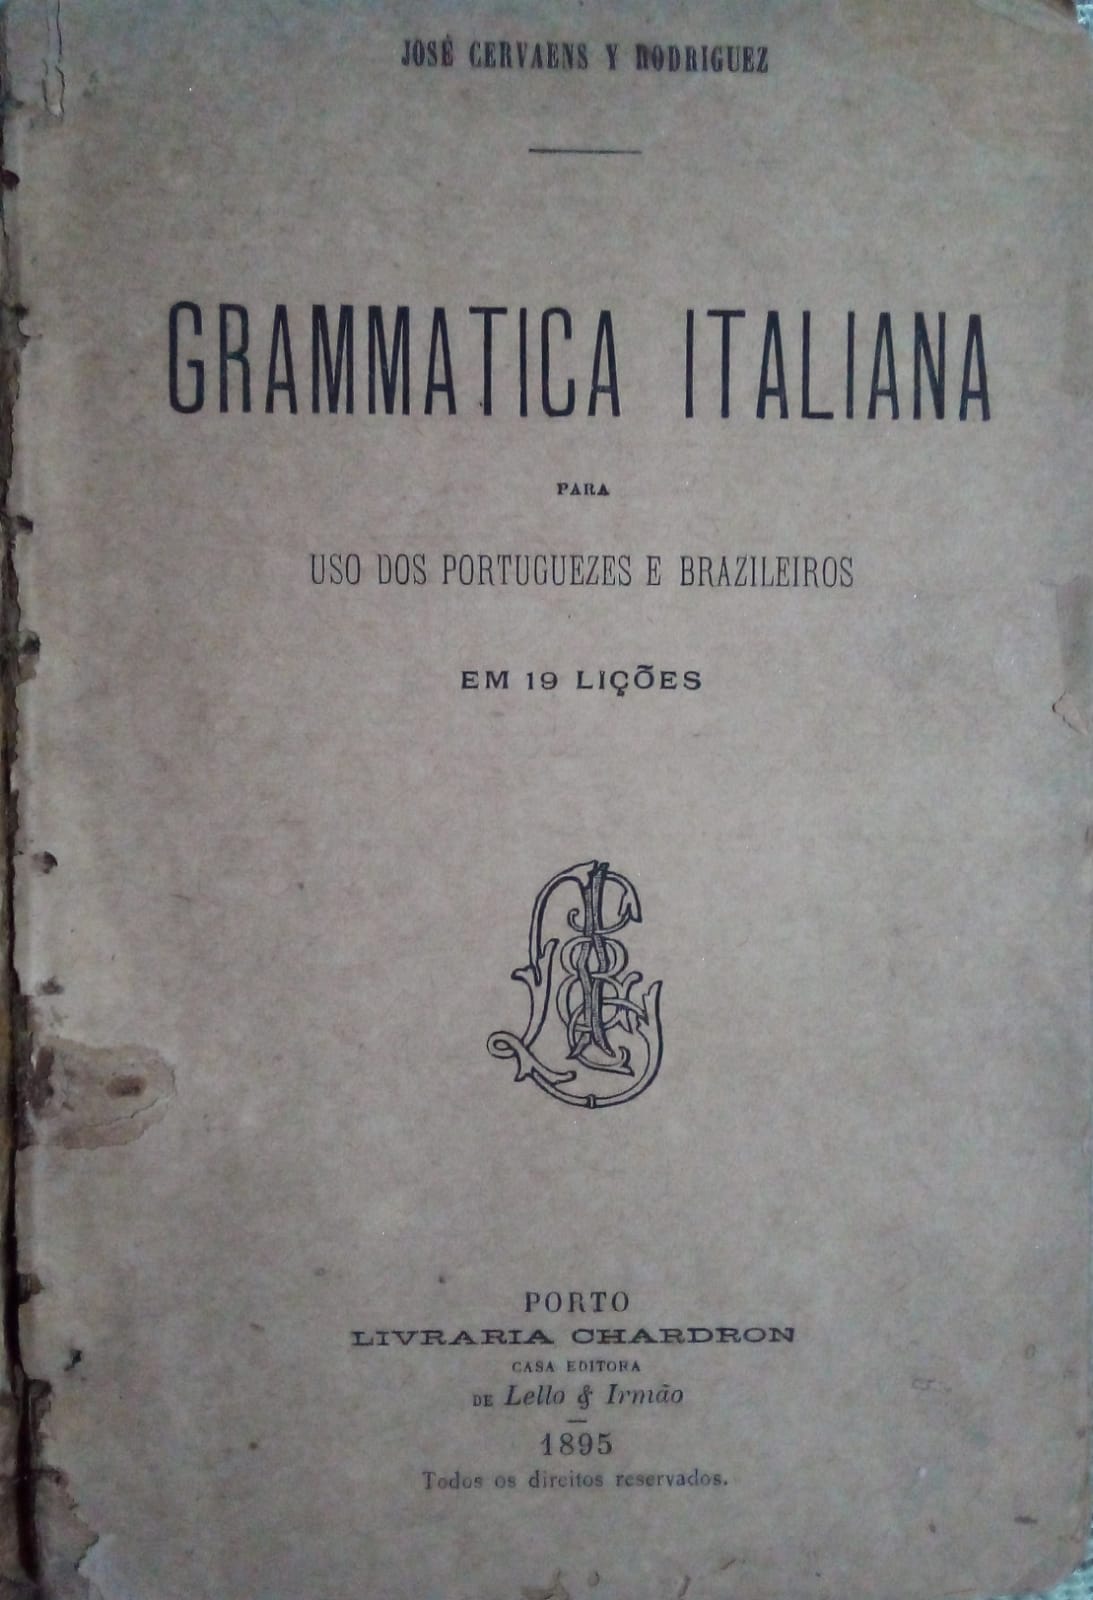 JOSÉ CERVAENS Y RODRIGUEZ
GRAMMATICA ITALIANA
PARA
USO DOS PORTUGUEZES E BRAZILEIROS
EM 19 LIÇÕES
PORTO
LIVRARIA CHARDRON
CASA EDITORA
DE Lello & Irmão
1895
Todos os direitos reservados.